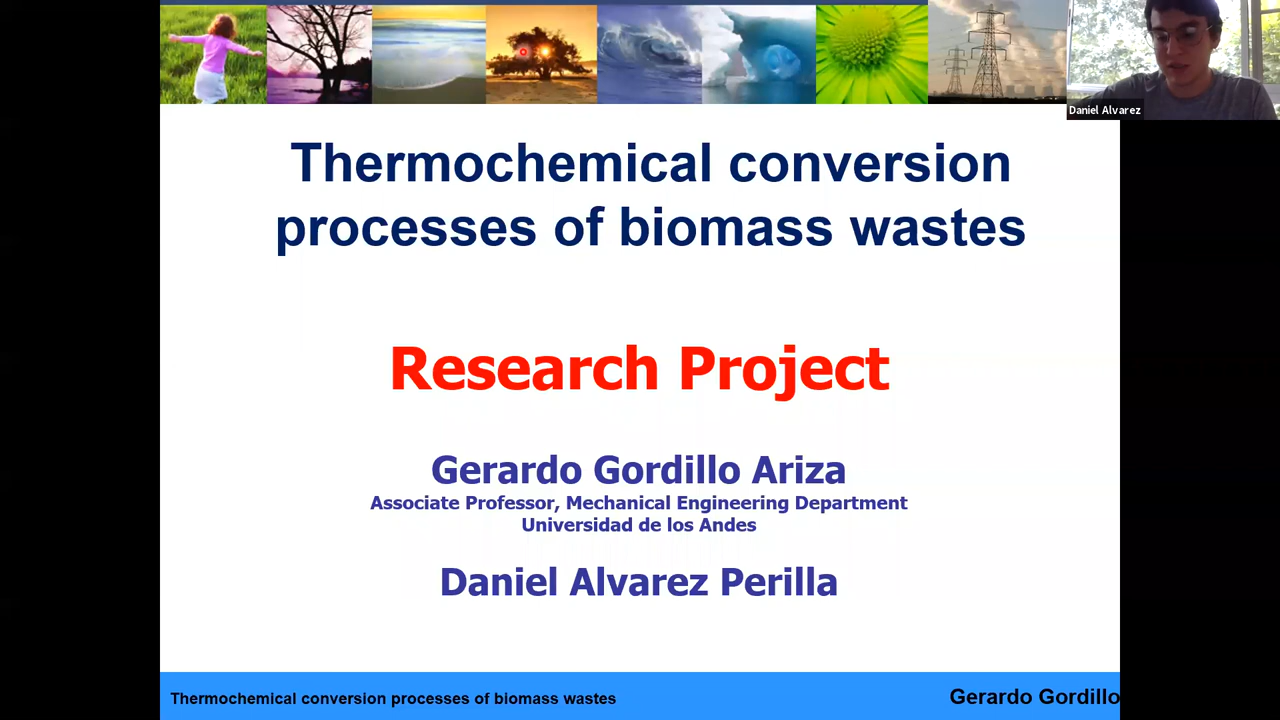 Daniel Alvarez
Thermochemical conversion
processes of biomass wastes
Research Project
Gerardo Gordillo Ariza
Associate Professor, Mechanical Engineering Department
Universidad de los Andes
Daniel Alvarez Perilla
Thermochemical conversion processes of biomass wastes
Gerardo Gordillo